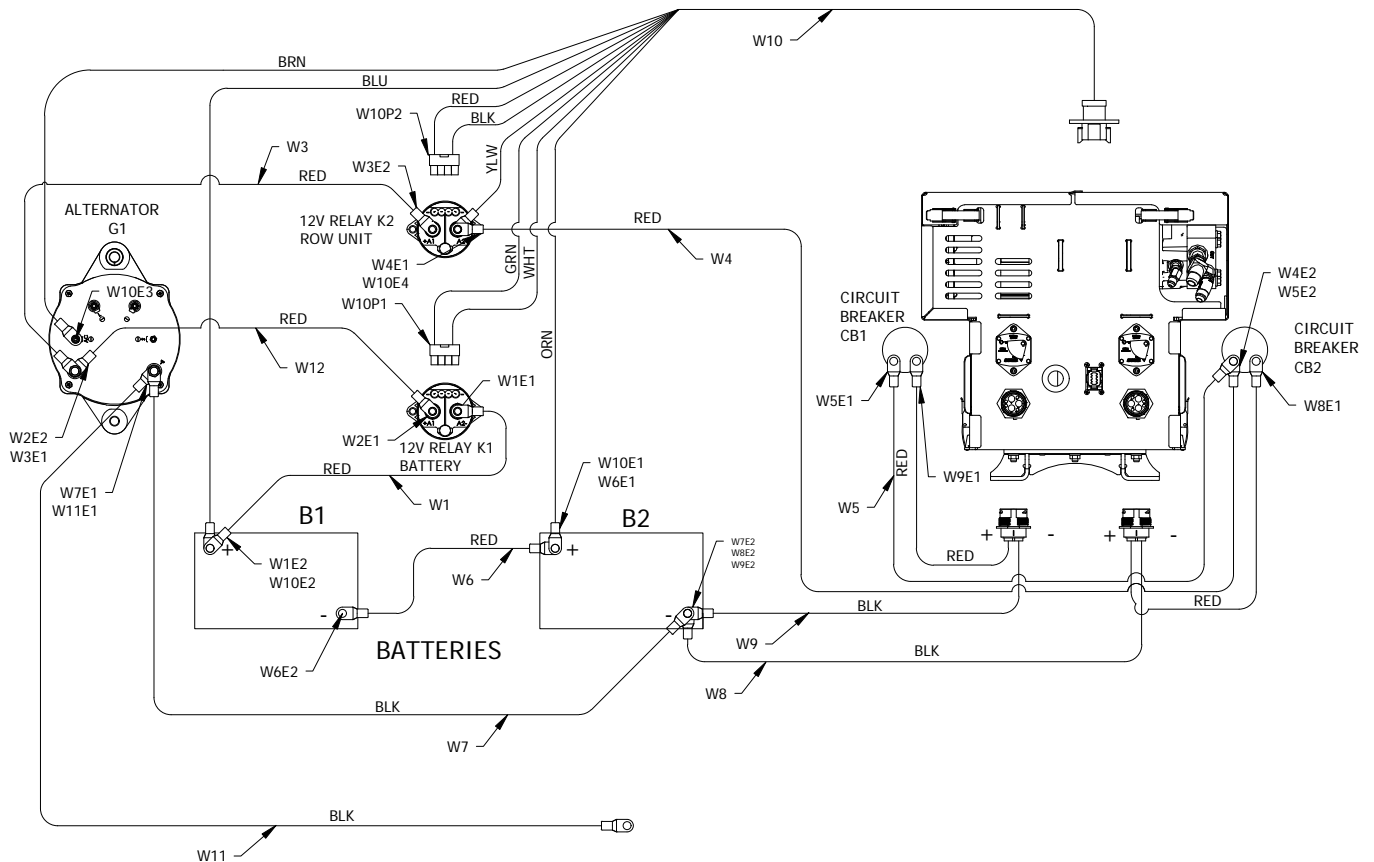 W10
BRN
BLU
RED
W10P2
BLK
W3
W3E2
YLW
RED
ALTERNATOR
G1
12V RELAY K2
ROW UNIT
RED
+A1
A2-
W4
W4E1
W10E4
GRN
WHT
W4E2
W5E2
W10E3
W10P1
CIRCUIT
BREAKER
CB1
CIRCUIT
BREAKER
CB2
RED
ORN
W12
W1E1
W5E1
W8E1
+A1
A2-
W2E1
W2E2
W3E1
12V RELAY K1
BATTERY
RED
W9E1
RED
W10E1
W6E1
W7E1
W11E1
W1
W5
B1
B2
+
-
+
-
RED
W7E2
W8E2
W9E2
+
+
RED
W1E2
W10E2
W6
RED
-
-
BLK
BATTERIES
W9
BLK
W6E2
W8
BLK
W7
BLK
W11